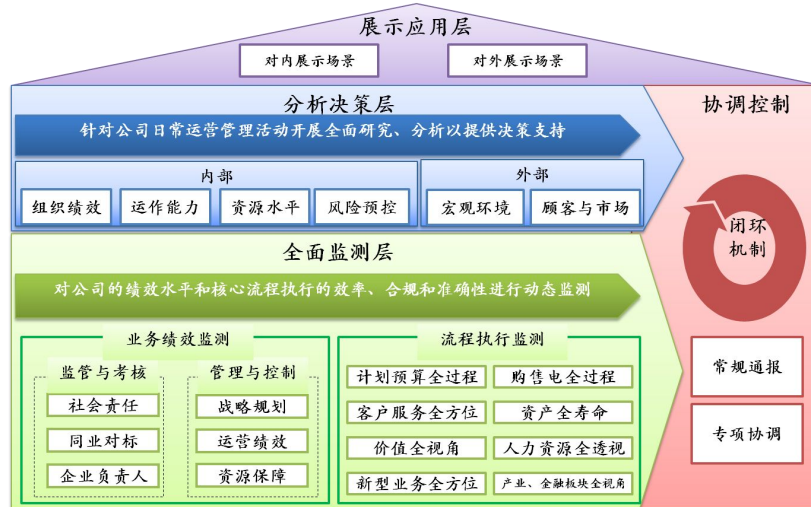 展示应用层
对内展示场景
对外展示场景
分析决策层
针对公司日常运营管理活动开展全面研究、分析以提供决策支持
内部
组织绩效
运作能力
资源水平
风险预控
外部
宏观环境
顾客与市场
全面监测层
对公司的绩效水平和核心流程执行的效率、合规和准确性进行动态监测
业务绩效监测
监管与考核
社会责任
同业对标
企业负责人
管理与控制
战略规划
运营绩效
资源保障
流程执行监测
计划预算全过程
购售电全过程
客户服务全方位
资产全寿命
价值全视角
人力资源全透视
新型业务全方位
产业、金融板块全视角
协调控制
闭环
机制
常规通报
专项协调